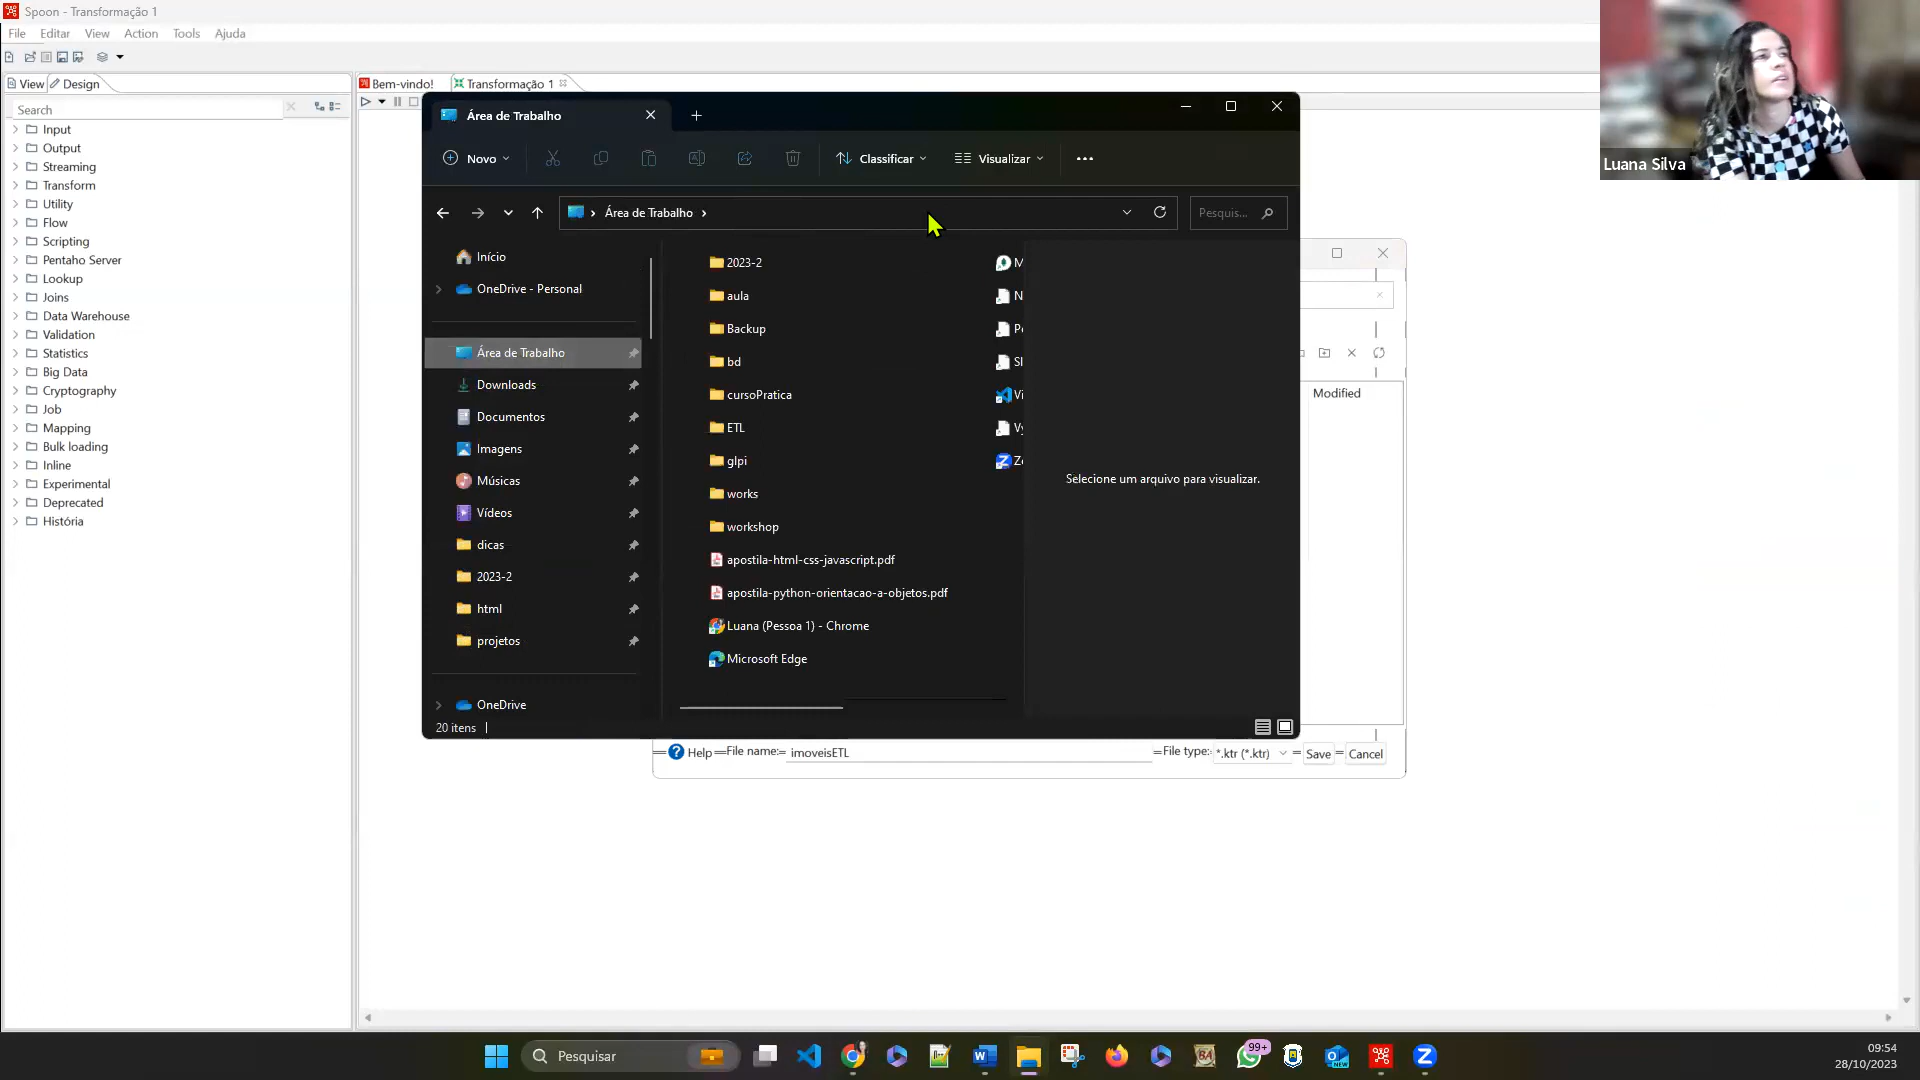 Spoon - Transformação 1
File Editar View Action Tools Ajuda
View Design
Bem-vindo! Transformação 1
Search
Input
Output
Streaming
Transform
Utility
Flow
Scripting
Pentaho Server
Lookup
Joins
Data Warehouse
Validation
Statistics
Big Data
Cryptography
Job
Mapping
Bulk loading
Inline
Experimental
Deprecated
História
Área de Trabalho
Novo Classificar Visualizar
Área de Trabalho
Pesquis...
Início
OneDrive - Personal
Área de Trabalho
Downloads
Documentos
Imagens
Músicas
Vídeos
dicas
2023-2
html
projetos
OneDrive
2023-2
aula
Backup
bd
cursoPratica
ETL
glpi
works
workshop
apostila-html-css-javascript.pdf
apostila-python-orientacao-a-objetos.pdf
Luana (Pessoa 1) - Chrome
Microsoft Edge
Selecione um arquivo para visualizar.
20 itens
Modified
Help File name: imoveisETL File type: *.ktr (*.ktr) Save Cancel
Luana Silva
Pesquisar
99+
NEW
09:54
28/10/2023